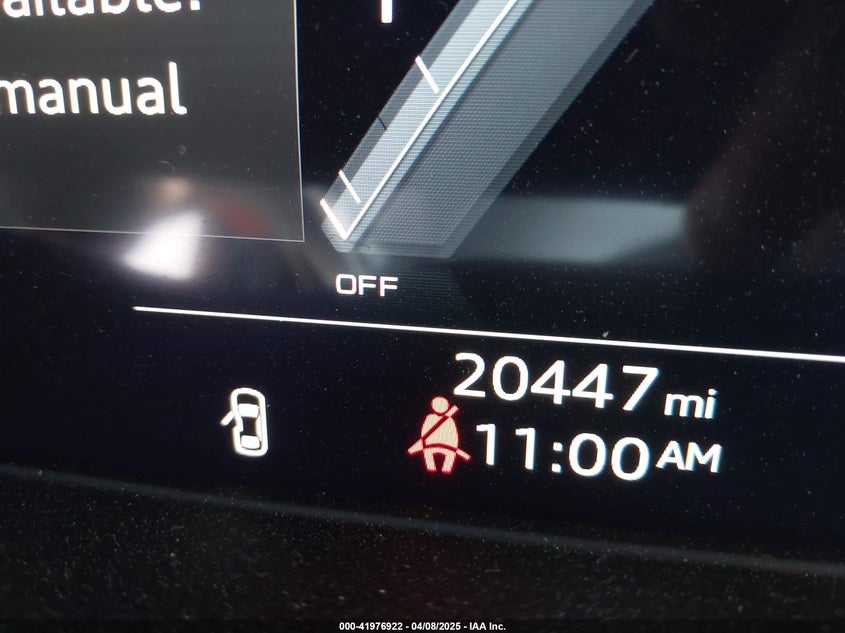 manual
OFF
20447 mi
11:00 AM
000-41976922 - 04/08/2025 - IAA Inc.